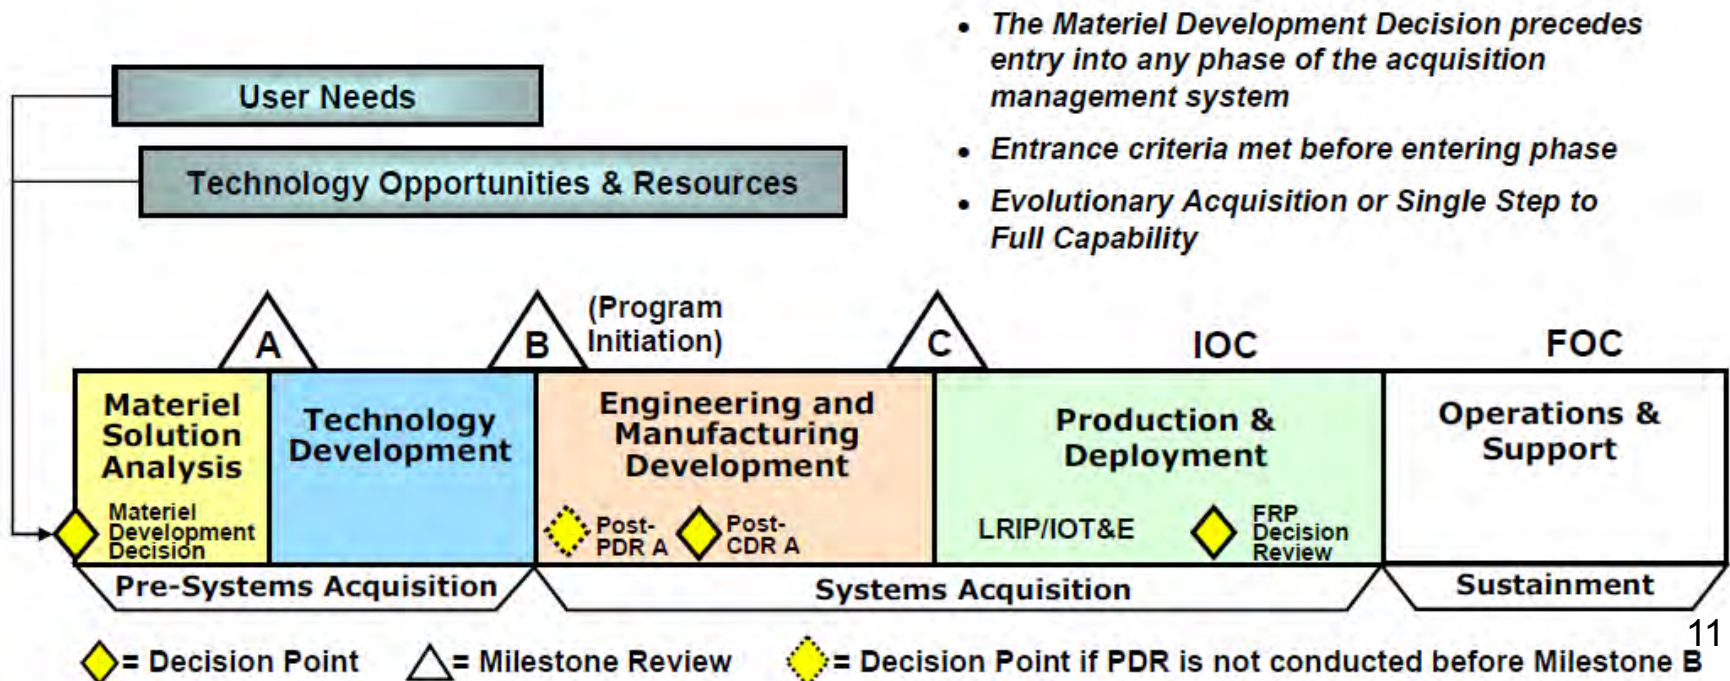 • The Materiel Development Decision precedes
entry into any phase of the acquisition
management system
• Entrance criteria met before entering phase
• Evolutionary Acquisition or Single Step to
Full Capability
User Needs
Technology Opportunities & Resources
A
B
(Program
Initiation)
C
IOC
FOC
Materiel
Solution
Analysis
Technology
Development
Engineering and
Manufacturing
Development
Production &
Deployment
Operations &
Support
Materiel
Development
Decision
Post-
PDR A
Post-
CDR A
LRIP/IOT&E
FRP
Decision
Review
Pre-Systems Acquisition
Systems Acquisition
Sustainment
= Decision Point
= Milestone Review
= Decision Point if PDR is not conducted before Milestone B
11